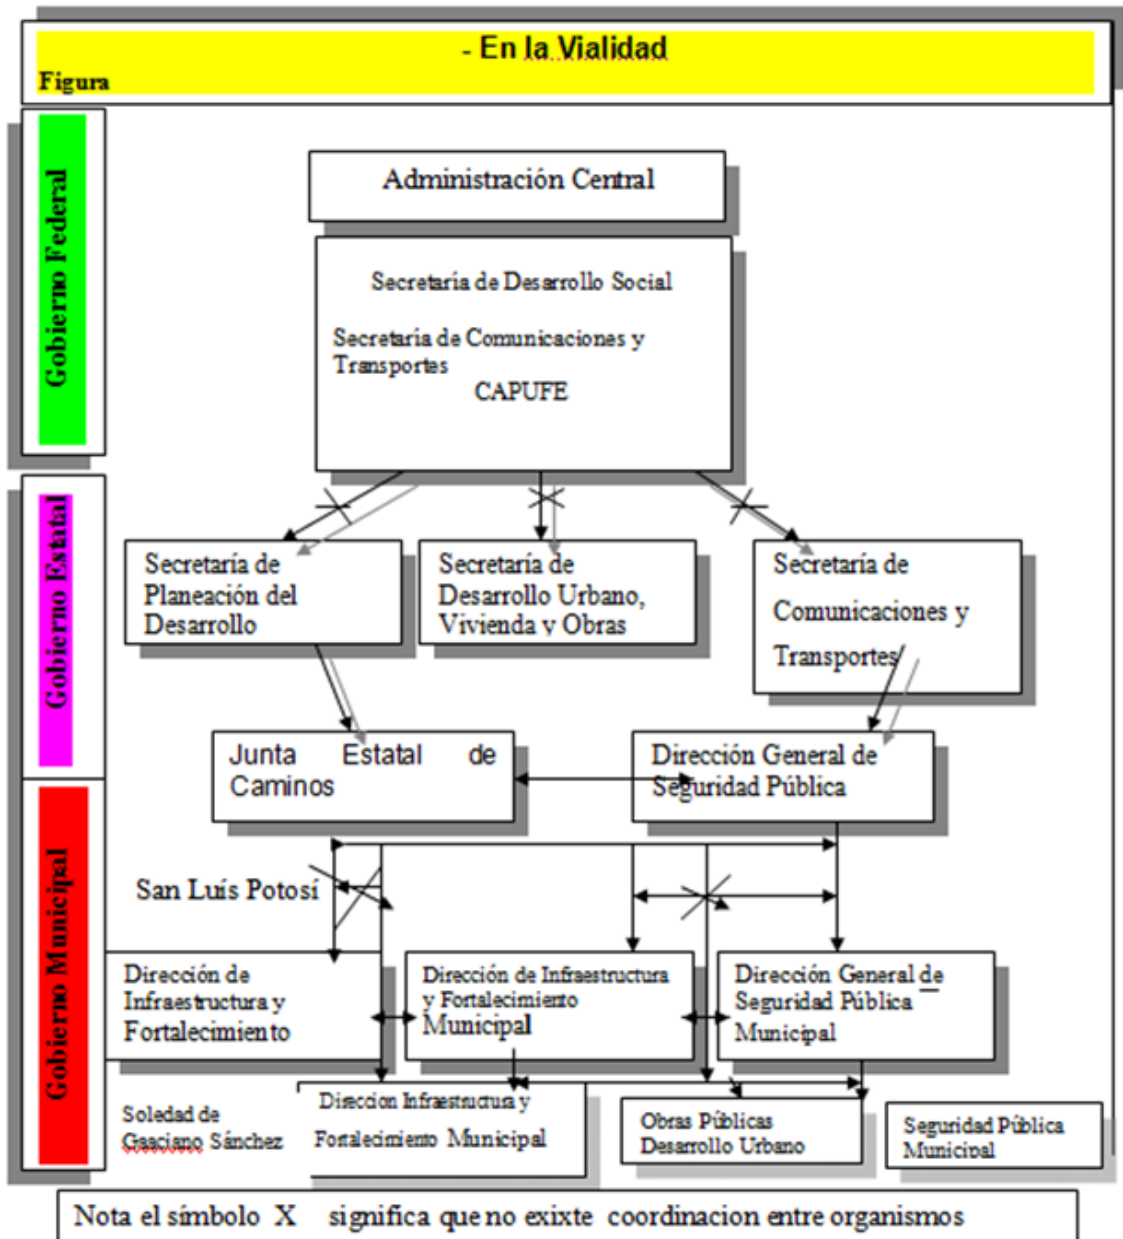 - En la Vialidad
Figura
Gobierno Federal
Administración Central
Secretaría de Desarrollo Social
Secretaría de Comunicaciones y
Transportes
CAPUFE
Gobierno Estatal
Secretaría de
Planeación del
Desarrollo
Secretaría de
Desarrollo Urbano,
Vivienda y Obras
Secretaría de
Comunicaciones y
Transportes
Junta Estatal de
Caminos
Dirección General de
Seguridad Pública
Gobierno Municipal
San Luís Potosí
Dirección de
Infraestructura y
Fortalecimiento
Dirección de Infraestructura
y Fortalecimiento
Municipal
Dirección General de
Seguridad Pública
Municipal
Soledad de
Gaaciano Sánchez
Direccion Infraestructura y
Fortalecimiento Municipal
Obras Públicas
Desarrollo Urbano
Seguridad Pública
Municipal
Nota el símbolo X significa que no exixte coordinacion entre organismos